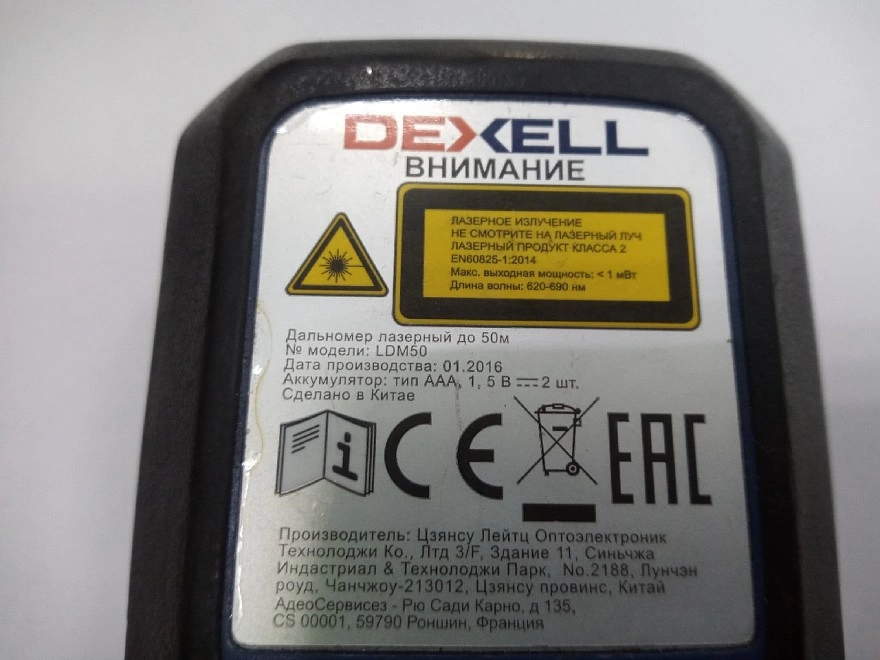 DEXELL
ВНИМАНИЕ
ЛАЗЕРНОЕ ИЗЛУЧЕНИЕ
НЕ СМОТРИТЕ НА ЛАЗЕРНЫЙ ЛУЧ
ЛАЗЕРНЫЙ ПРОДУКТ КЛАССА 2
EN60825-1:2014
Макс. выходная мощность: < 1 мВт
Длина волны: 620-690 нм
Дальномер лазерный до 50м
№ модели: LDM50
Дата производства: 01.2016
Аккумулятор: тип AAA, 1, 5 В 2 шт.
Сделано в Китае
i CE EAC
Производитель: Цзянсу Лейтц Оптоэлектроник
Технолоджи Ко., Лтд 3/F, Здание 11, Синьчжа
Индастриал & Технолоджи Парк, No.2188, Лунчэн
роуд, Чанчжоу-213012, Цзянсу провинс, Китай
АдеоСервисез - Рю Сади Карно, д 135,
CS 00001, 59790 Роншин, Франция